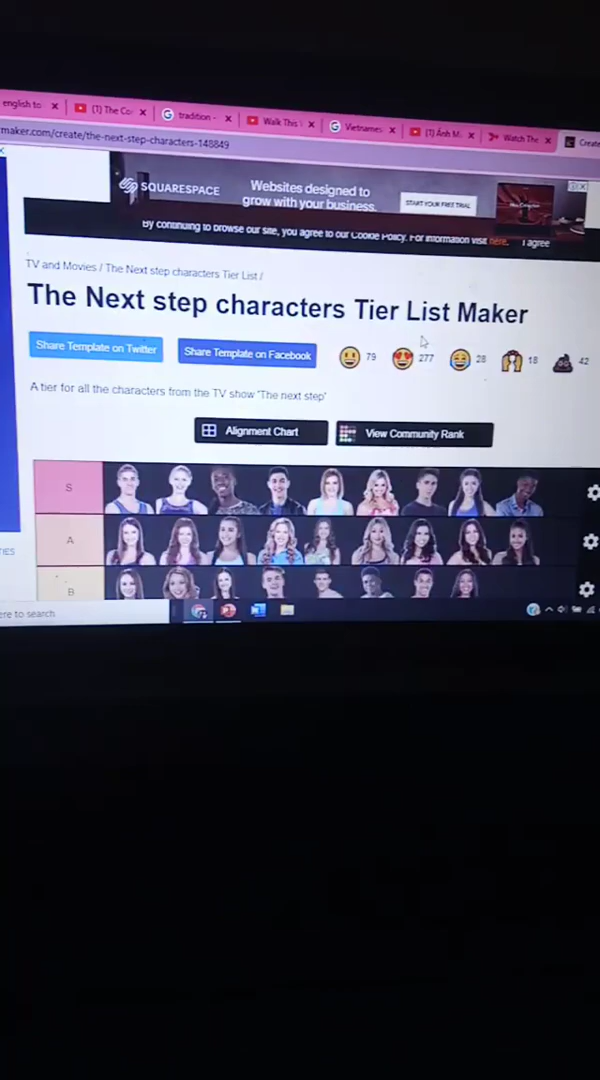 english to
(1) The Co
tradition -
Walk This
Vietnames
(1) Ánh M
Watch The
Create
maker.com/create/the-next-step-characters-148849
SQUARESPACE
Websites designed to
grow with your business.
START YOUR FREE TRIAL
By continuing to browse our site, you agree to our Cookie Policy. For information visit here.
I agree
TV and Movies / The Next step characters Tier List /
The Next step characters Tier List Maker
Share Template on Twitter
Share Template on Facebook
79
277
28
18
42
A tier for all the characters from the TV show 'The next step'
Alignment Chart
View Community Rank
S
A
B
IES
ere to search